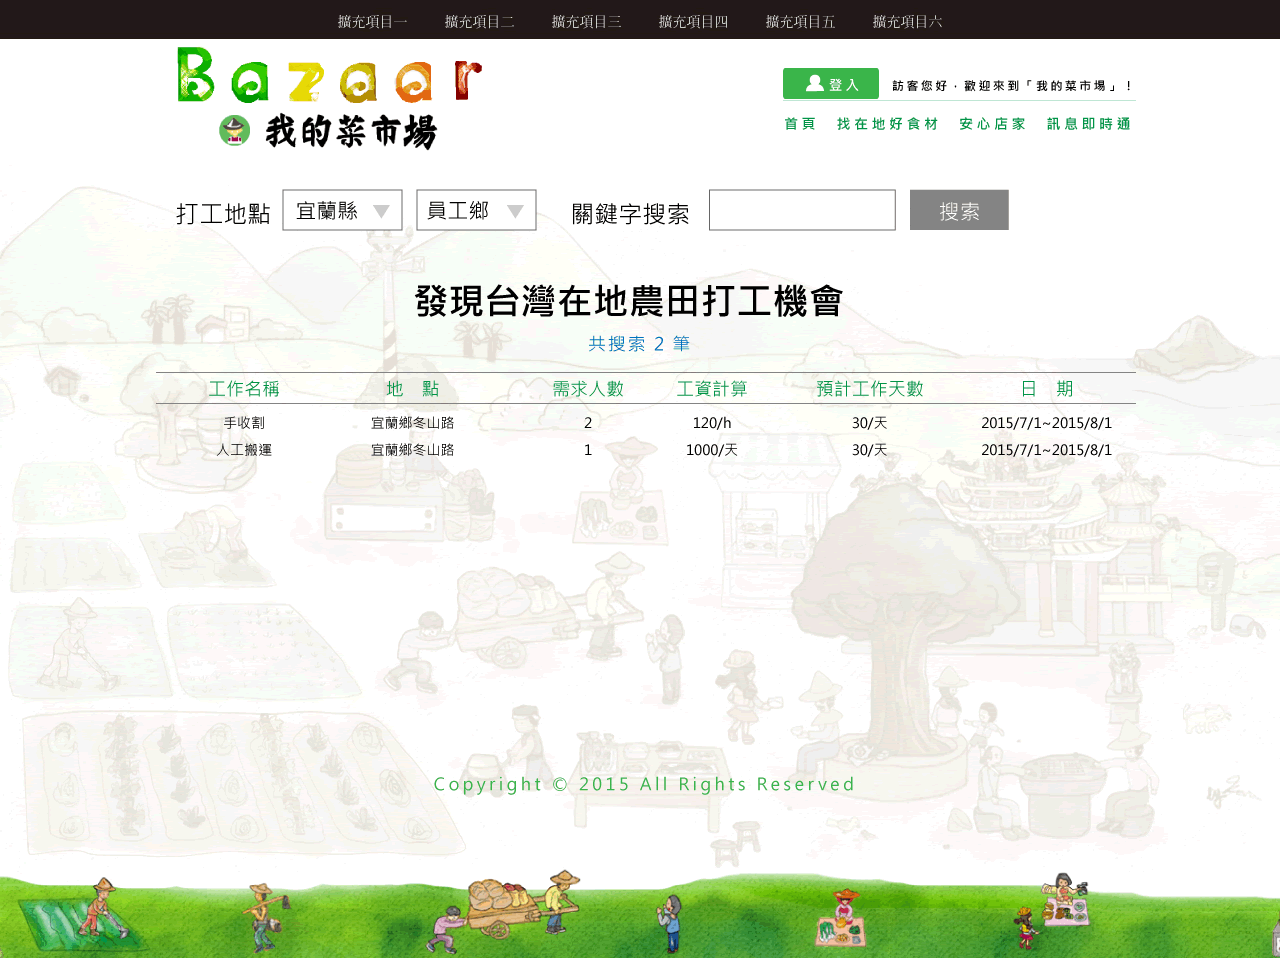 擴充項目一 擴充項目二 擴充項目三 擴充項目四 擴充項目五 擴充項目六
Bazaar
我的菜市場
登入 訪客您好，歡迎來到「我的菜市場」！
首頁 找在地好食材 安心店家 訊息即時通
打工地點 宜蘭縣 員工鄉 關鍵字搜索 搜索
發現台灣在地農田打工機會
共搜索 2 筆
工作名稱 地 點 需求人數 工資計算 預計工作天數 日 期
手收割 宜蘭鄉冬山路 2 120/h 30/天 2015/7/1~2015/8/1
人工搬運 宜蘭鄉冬山路 1 1000/天 30/天 2015/7/1~2015/8/1
Copyright © 2015 All Rights Reserved